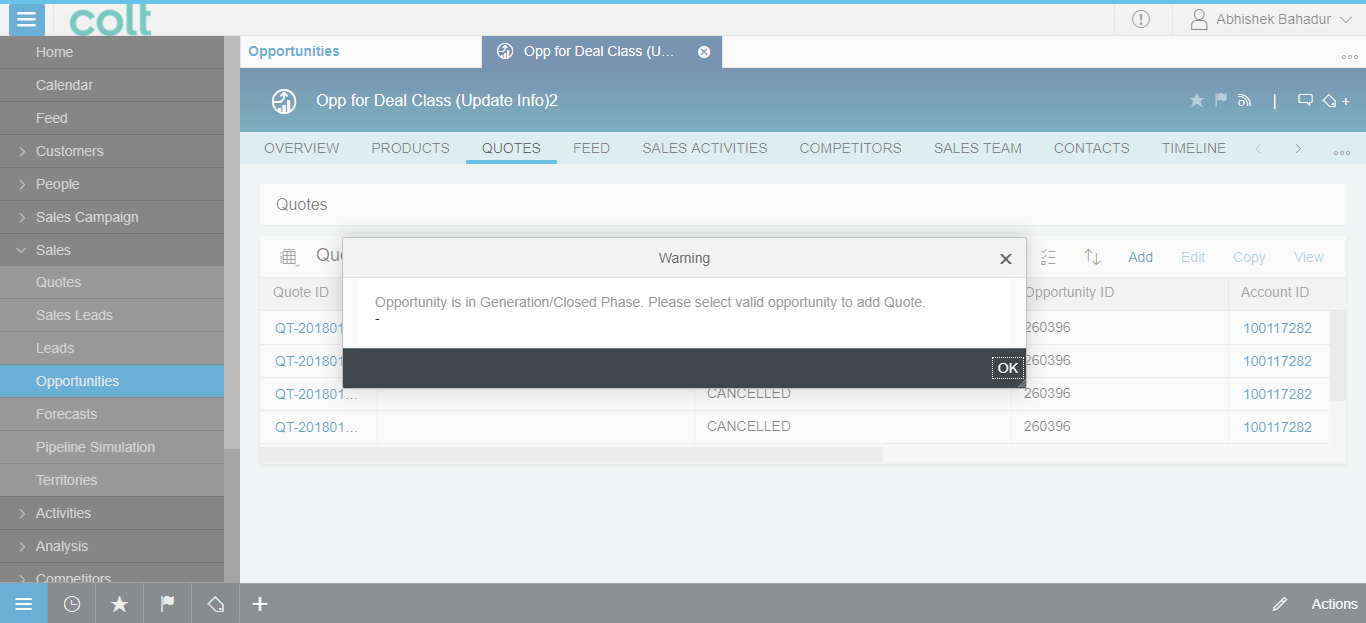 colt
Abhishek Bahadur
Home
Calendar
Feed
Customers
People
Sales Campaign
Sales
Quotes
Sales Leads
Leads
Opportunities
Forecasts
Pipeline Simulation
Territories
Activities
Analysis
Competitors
Opportunities
Opp for Deal Class (U...
Opp for Deal Class (Update Info)2
OVERVIEW PRODUCTS QUOTES FEED SALES ACTIVITIES COMPETITORS SALES TEAM CONTACTS TIMELINE
Quotes
Add Edit Copy View
Quote ID Opportunity ID Account ID
QT-201801 260396 100117282
QT-201801 260396 100117282
QT-201801... CANCELLED 260396 100117282
QT-201801... CANCELLED 260396 100117282
Warning
Opportunity is in Generation/Closed Phase. Please select valid opportunity to add Quote.
-
OK
Actions